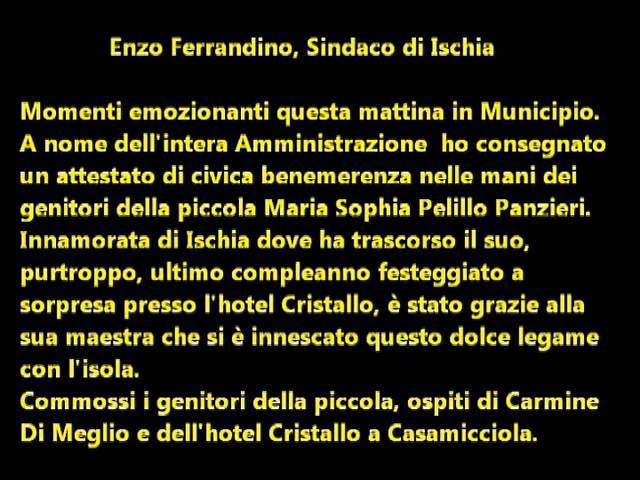 Enzo Ferrandino, Sindaco di Ischia
Momenti emozionanti questa mattina in Municipio.
A nome dell'intera Amministrazione ho consegnato
un attestato di civica benemerenza nelle mani dei
genitori della piccola Maria Sophia Pelillo Panzieri.
Innamorata di Ischia dove ha trascorso il suo,
purtroppo, ultimo compleanno festeggiato a
sorpresa presso l'hotel Cristallo, è stato grazie alla
sua maestra che si è innescato questo dolce legame
con l'isola.
Commossi i genitori della piccola, ospiti di Carmine
Di Meglio e dell'hotel Cristallo a Casamicciola.